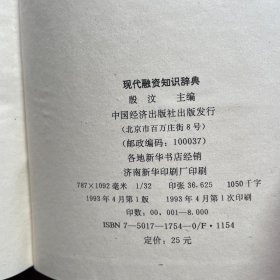 现代融资知识辞典
殷汶 主编
中国经济出版社出版发行
(北京市百万庄街8号)
(邮政编码:100037)
各地新华书店经销
济南新华印刷厂印刷
787×1092毫米 1/32 印张 36.625 1050千字
1993年4月第1版 1993年4月第1次印刷
印数:00.001—8.000
ISBN 7-5017-1754-0/F·1154
定价:25元